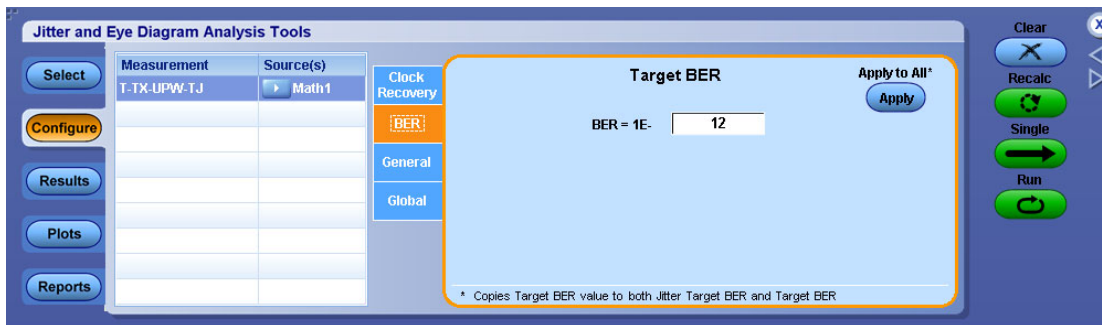 Jitter and Eye Diagram Analysis Tools
Select
Configure
Results
Plots
Reports
Measurement Source(s)
T-TX-UPW-TJ Math1
Clock
Recovery
BER
General
Global
Target BER
BER = 1E- 12
Apply to All*
Apply
* Copies Target BER value to both Jitter Target BER and Target BER
Clear
X
Recalc
Single
Run